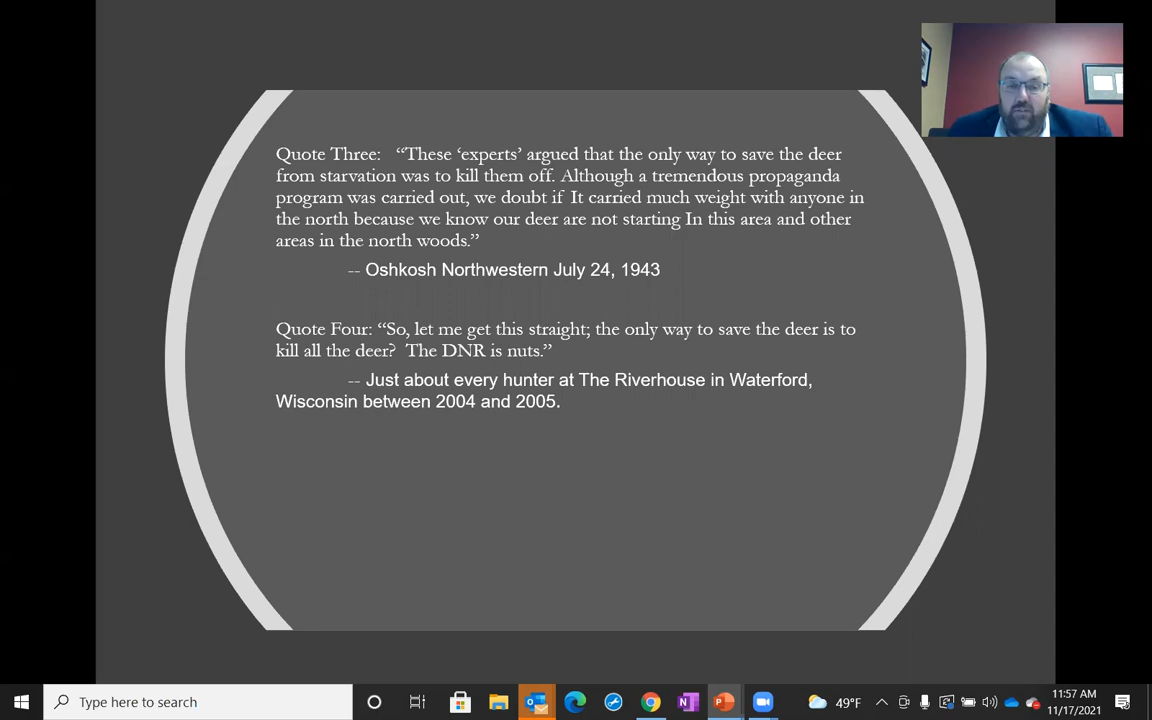 Quote Three: “These ‘experts’ argued that the only way to save the deer
from starvation was to kill them off. Although a tremendous propaganda
program was carried out, we doubt if It carried much weight with anyone in
the north because we know our deer are not starting In this area and other
areas in the north woods.”
-- Oshkosh Northwestern July 24, 1943
Quote Four: “So, let me get this straight; the only way to save the deer is to
kill all the deer? The DNR is nuts.”
-- Just about every hunter at The Riverhouse in Waterford,
Wisconsin between 2004 and 2005.
Type here to search
49°F
11:57 AM
11/17/2021